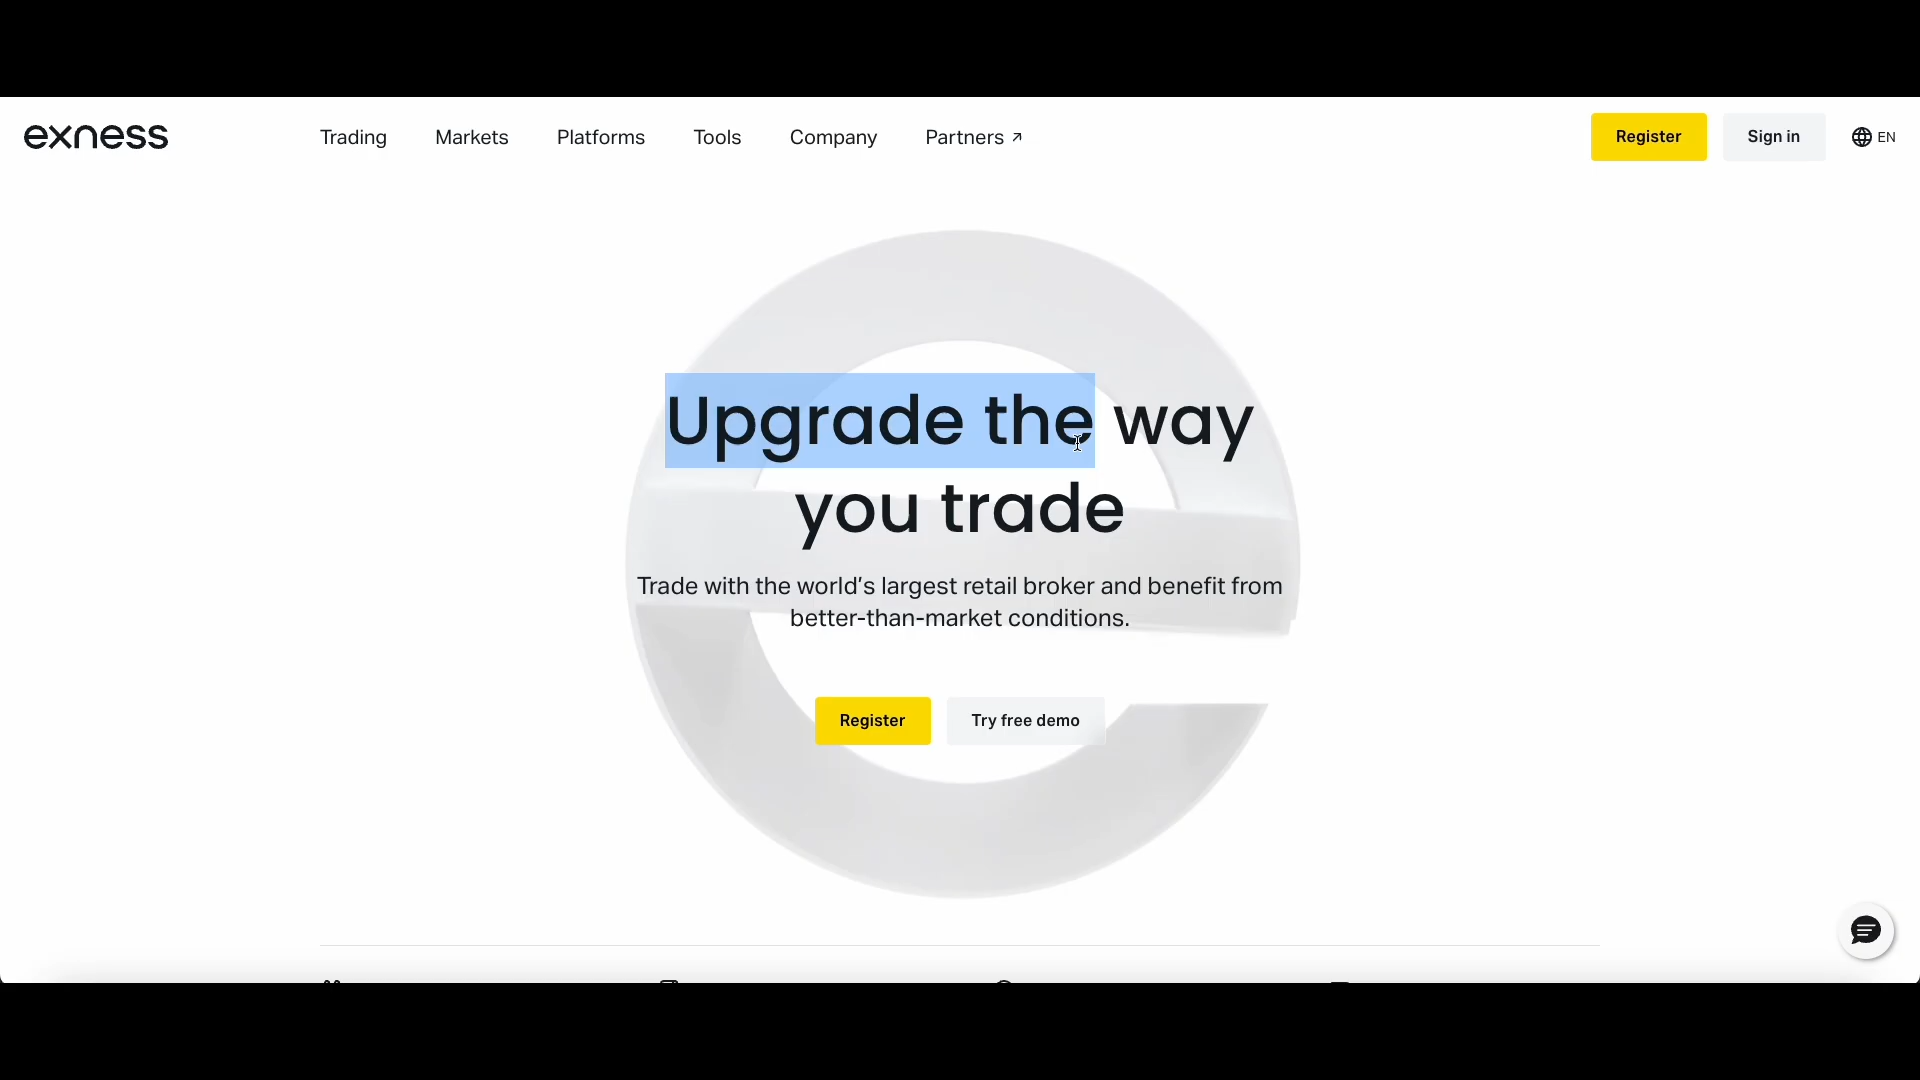 exness
Trading
Markets
Platforms
Tools
Company
Partners ↗
Register
Sign in
EN
Upgrade the way
you trade
Trade with the world’s largest retail broker and benefit from
better-than-market conditions.
Register
Try free demo